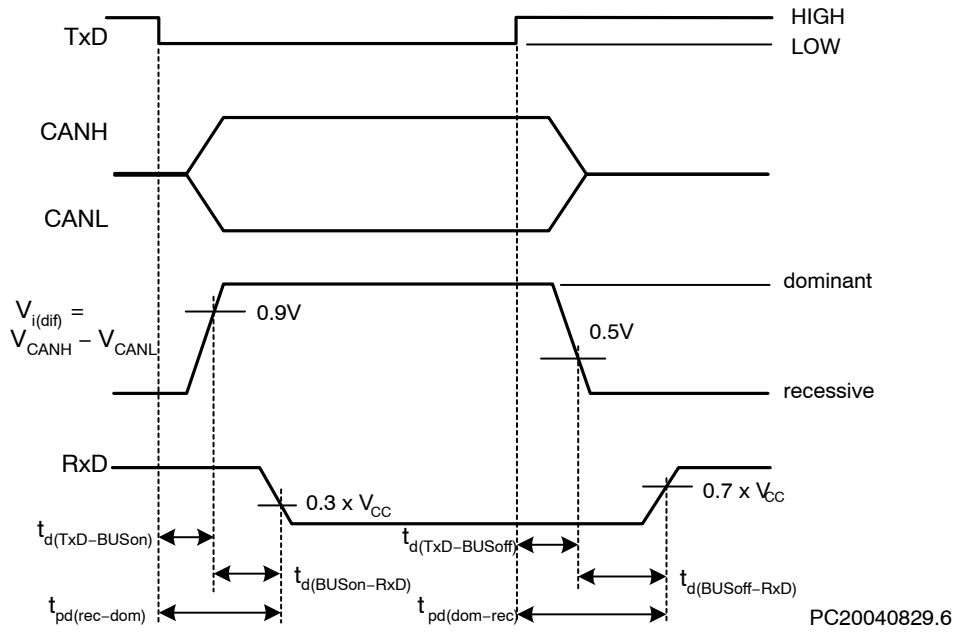 TxD
HIGH
LOW
CANH
CANL
dominant
Vi(dif) =
VCANH − VCANL
0.9V
0.5V
recessive
RxD
0.3 x VCC
0.7 x VCC
td(TxD−BUSon)
td(TxD−BUSoff)
td(BUSon−RxD)
td(BUSoff−RxD)
tpd(rec−dom)
tpd(dom−rec)
PC20040829.6